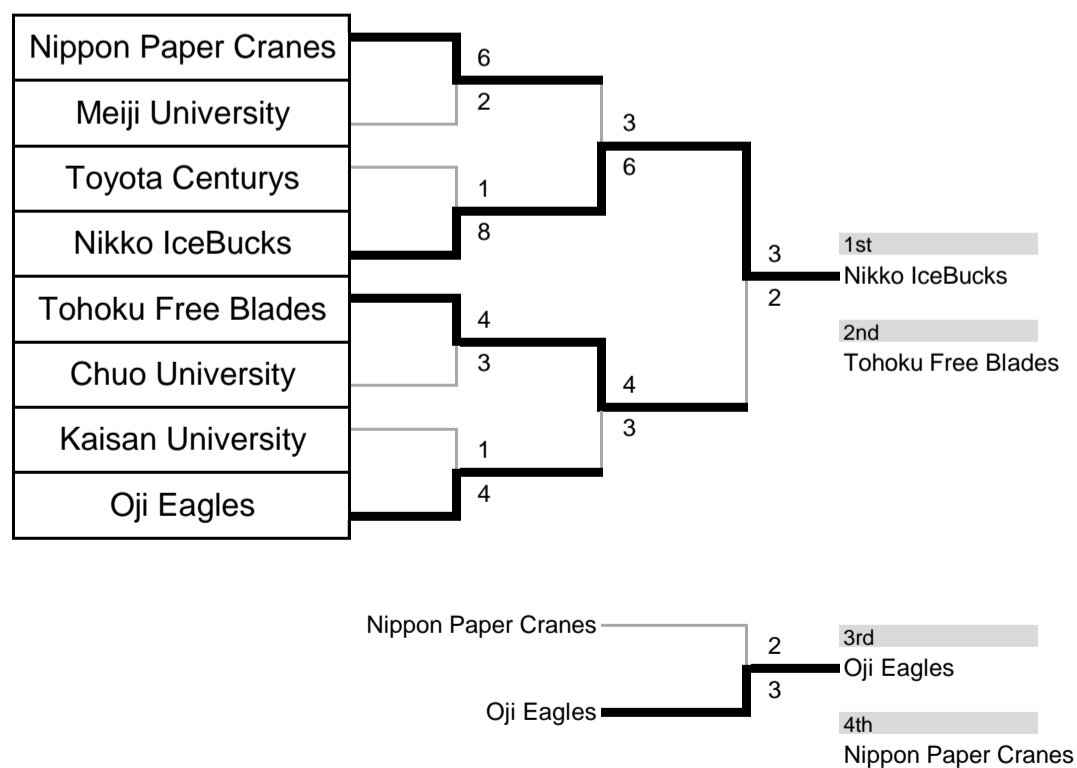 Nippon Paper Cranes
6
2
Meiji University
3
6
Toyota Centurys
1
8
Nikko IceBucks
3
2
1st
Nikko IceBucks
2nd
Tohoku Free Blades
Tohoku Free Blades
4
3
Chuo University
4
3
Kaisan University
1
4
Oji Eagles
Nippon Paper Cranes
2
3
Oji Eagles
3rd
Oji Eagles
4th
Nippon Paper Cranes